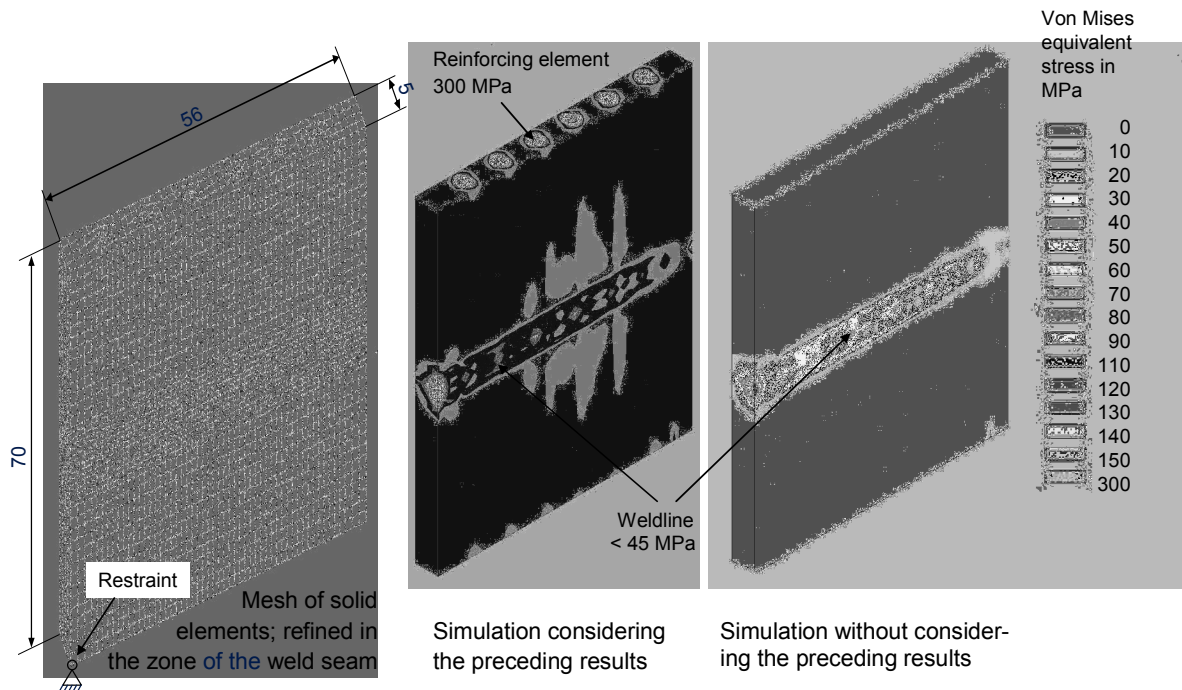 56
5
70
Restraint
Mesh of solid
elements; refined in
the zone of the weld seam
Reinforcing element
300 MPa
Weldline
< 45 MPa
Simulation considering
the preceding results
Simulation without consider-
ing the preceding results
Von Mises
equivalent
stress in
MPa
0
10
20
30
40
50
60
70
80
90
110
120
130
140
150
300